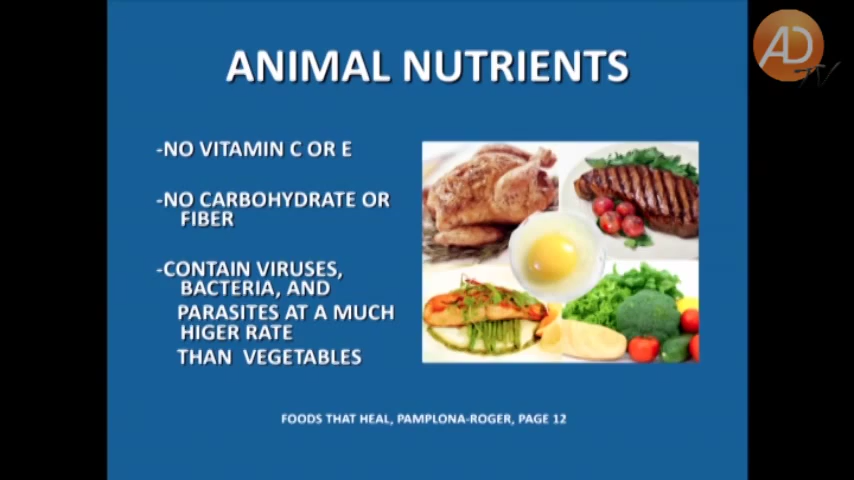 AD
TV
ANIMAL NUTRIENTS
-NO VITAMIN C OR E
-NO CARBOHYDRATE OR
FIBER
-CONTAIN VIRUSES,
BACTERIA, AND
PARASITES AT A MUCH
HIGER RATE
THAN VEGETABLES
FOODS THAT HEAL, PAMPLONA-ROGER, PAGE 12